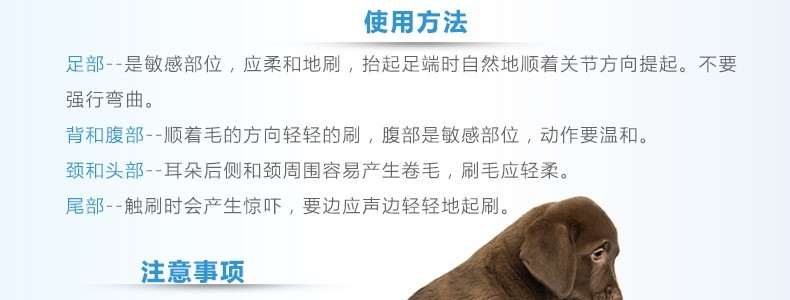 使用方法
足部--是敏感部位，应柔和地刷，抬起足端时自然地顺着关节方向提起。不要
强行弯曲。
背和腹部--顺着毛的方向轻轻的刷，腹部是敏感部位，动作要温和。
颈和头部--耳朵后侧和颈周围容易产生卷毛，刷毛应轻柔。
尾部--触刷时会产生惊吓，要边应声边轻轻地起刷。
注意事项